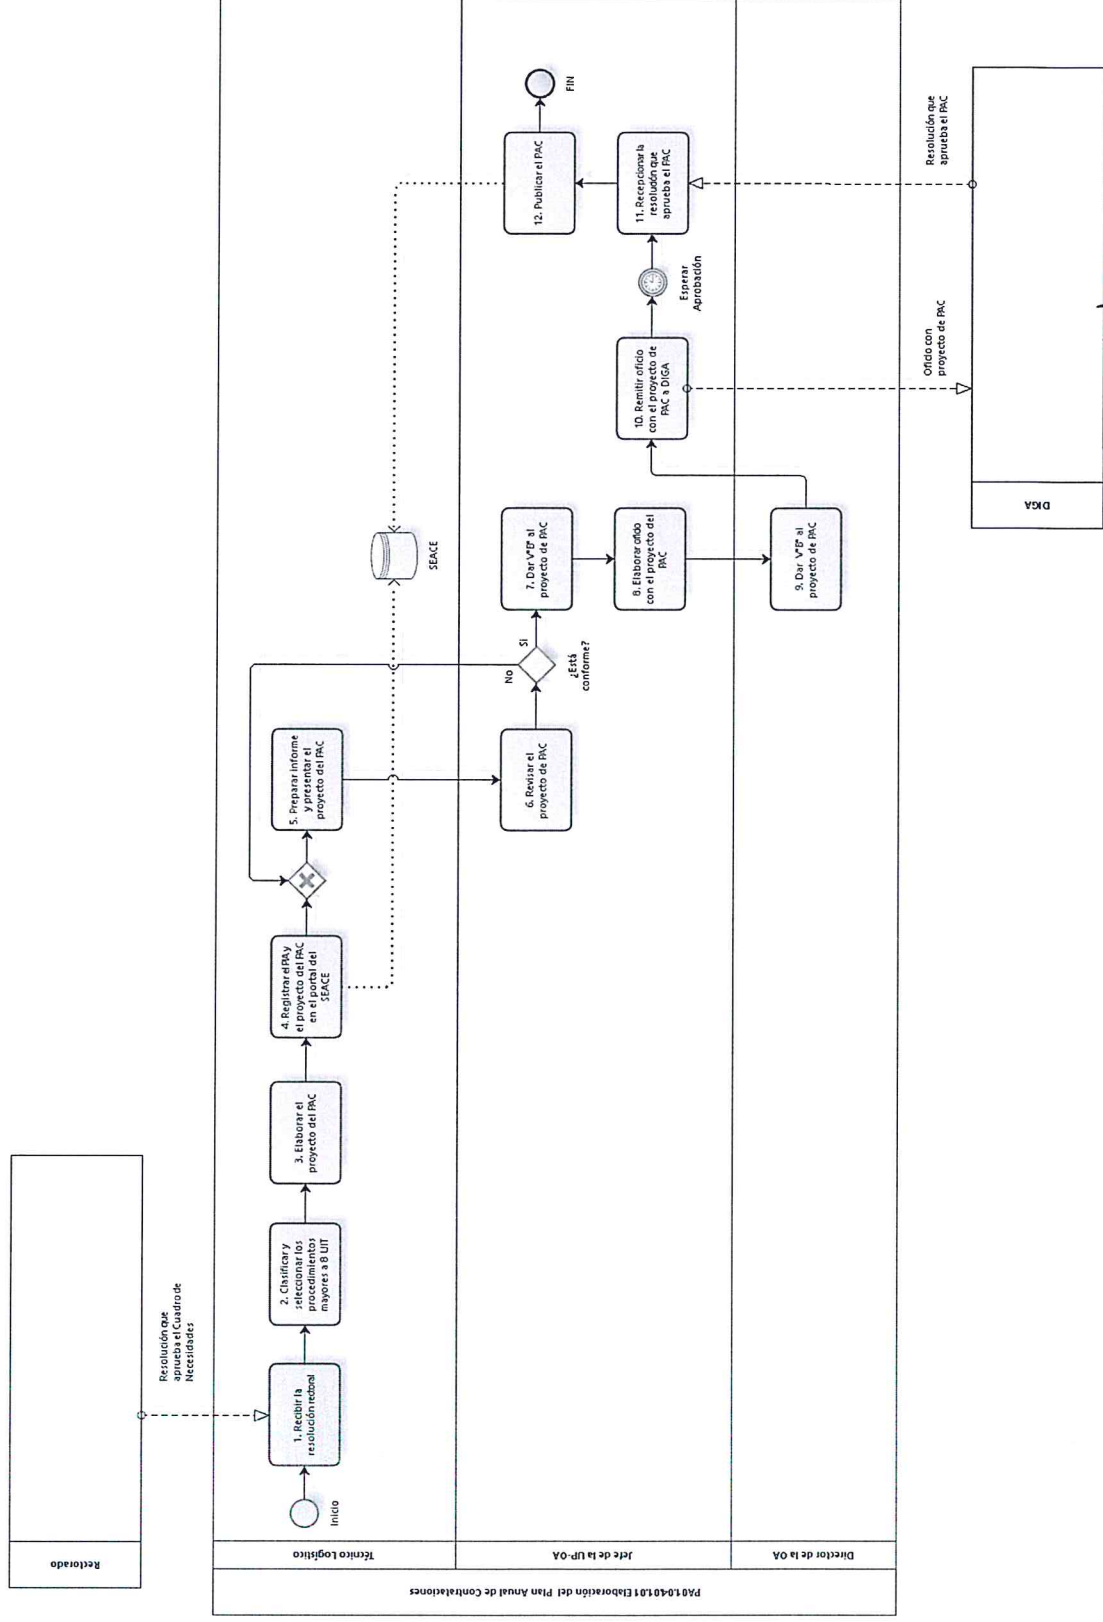 Rectorado
Resolución que
aprueba el Cuadro de
Necesidades
PA01.04.01.01 Elaboración del Plan Anual de Contrataciones
Técnico Logístico
Jefe de la UP-OA
Director de la OA
Inicio
1. Recibir la
resolución rectoral
2. Clasificar y
seleccionar los
procedimientos
mayores a 8 UIT
3. Elaborar el
proyecto del PAC
4. Registrar el PIA y
el proyecto del PAC
en el portal del
SEACE
5. Preparar informe
y presentar el
proyecto del PAC
SEACE
6. Revisar el
proyecto de PAC
¿Está
conforme?
No
Si
7. Dar V°B° al
proyecto de PAC
8. Elaborar oficio
con el proyecto del
PAC
9. Dar V°B° al
proyecto de PAC
10. Remitir oficio
con el proyecto de
PAC a DIGA
Esperar
Aprobación
11. Recepcionar la
resolución que
aprueba el PAC
12. Publicar el PAC
FIN
Oficio con
proyecto de PAC
Resolución que
aprueba el PAC
DIGA